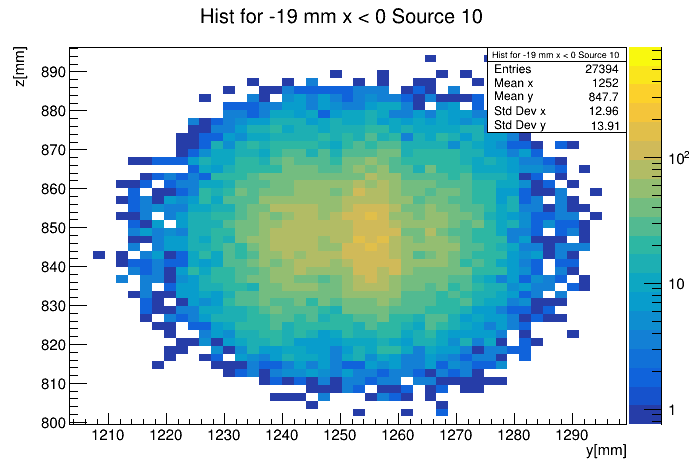 Hist for -19 mm x < 0 Source 10
z[mm]
Hist for -19 mm x < 0 Source 10
Entries 27394
Mean x 1252
Mean y 847.7
Std Dev x 12.96
Std Dev y 13.91
890
880
870
860
850
840
830
820
810
800
10²
10
1
1210 1220 1230 1240 1250 1260 1270 1280 1290
y[mm]